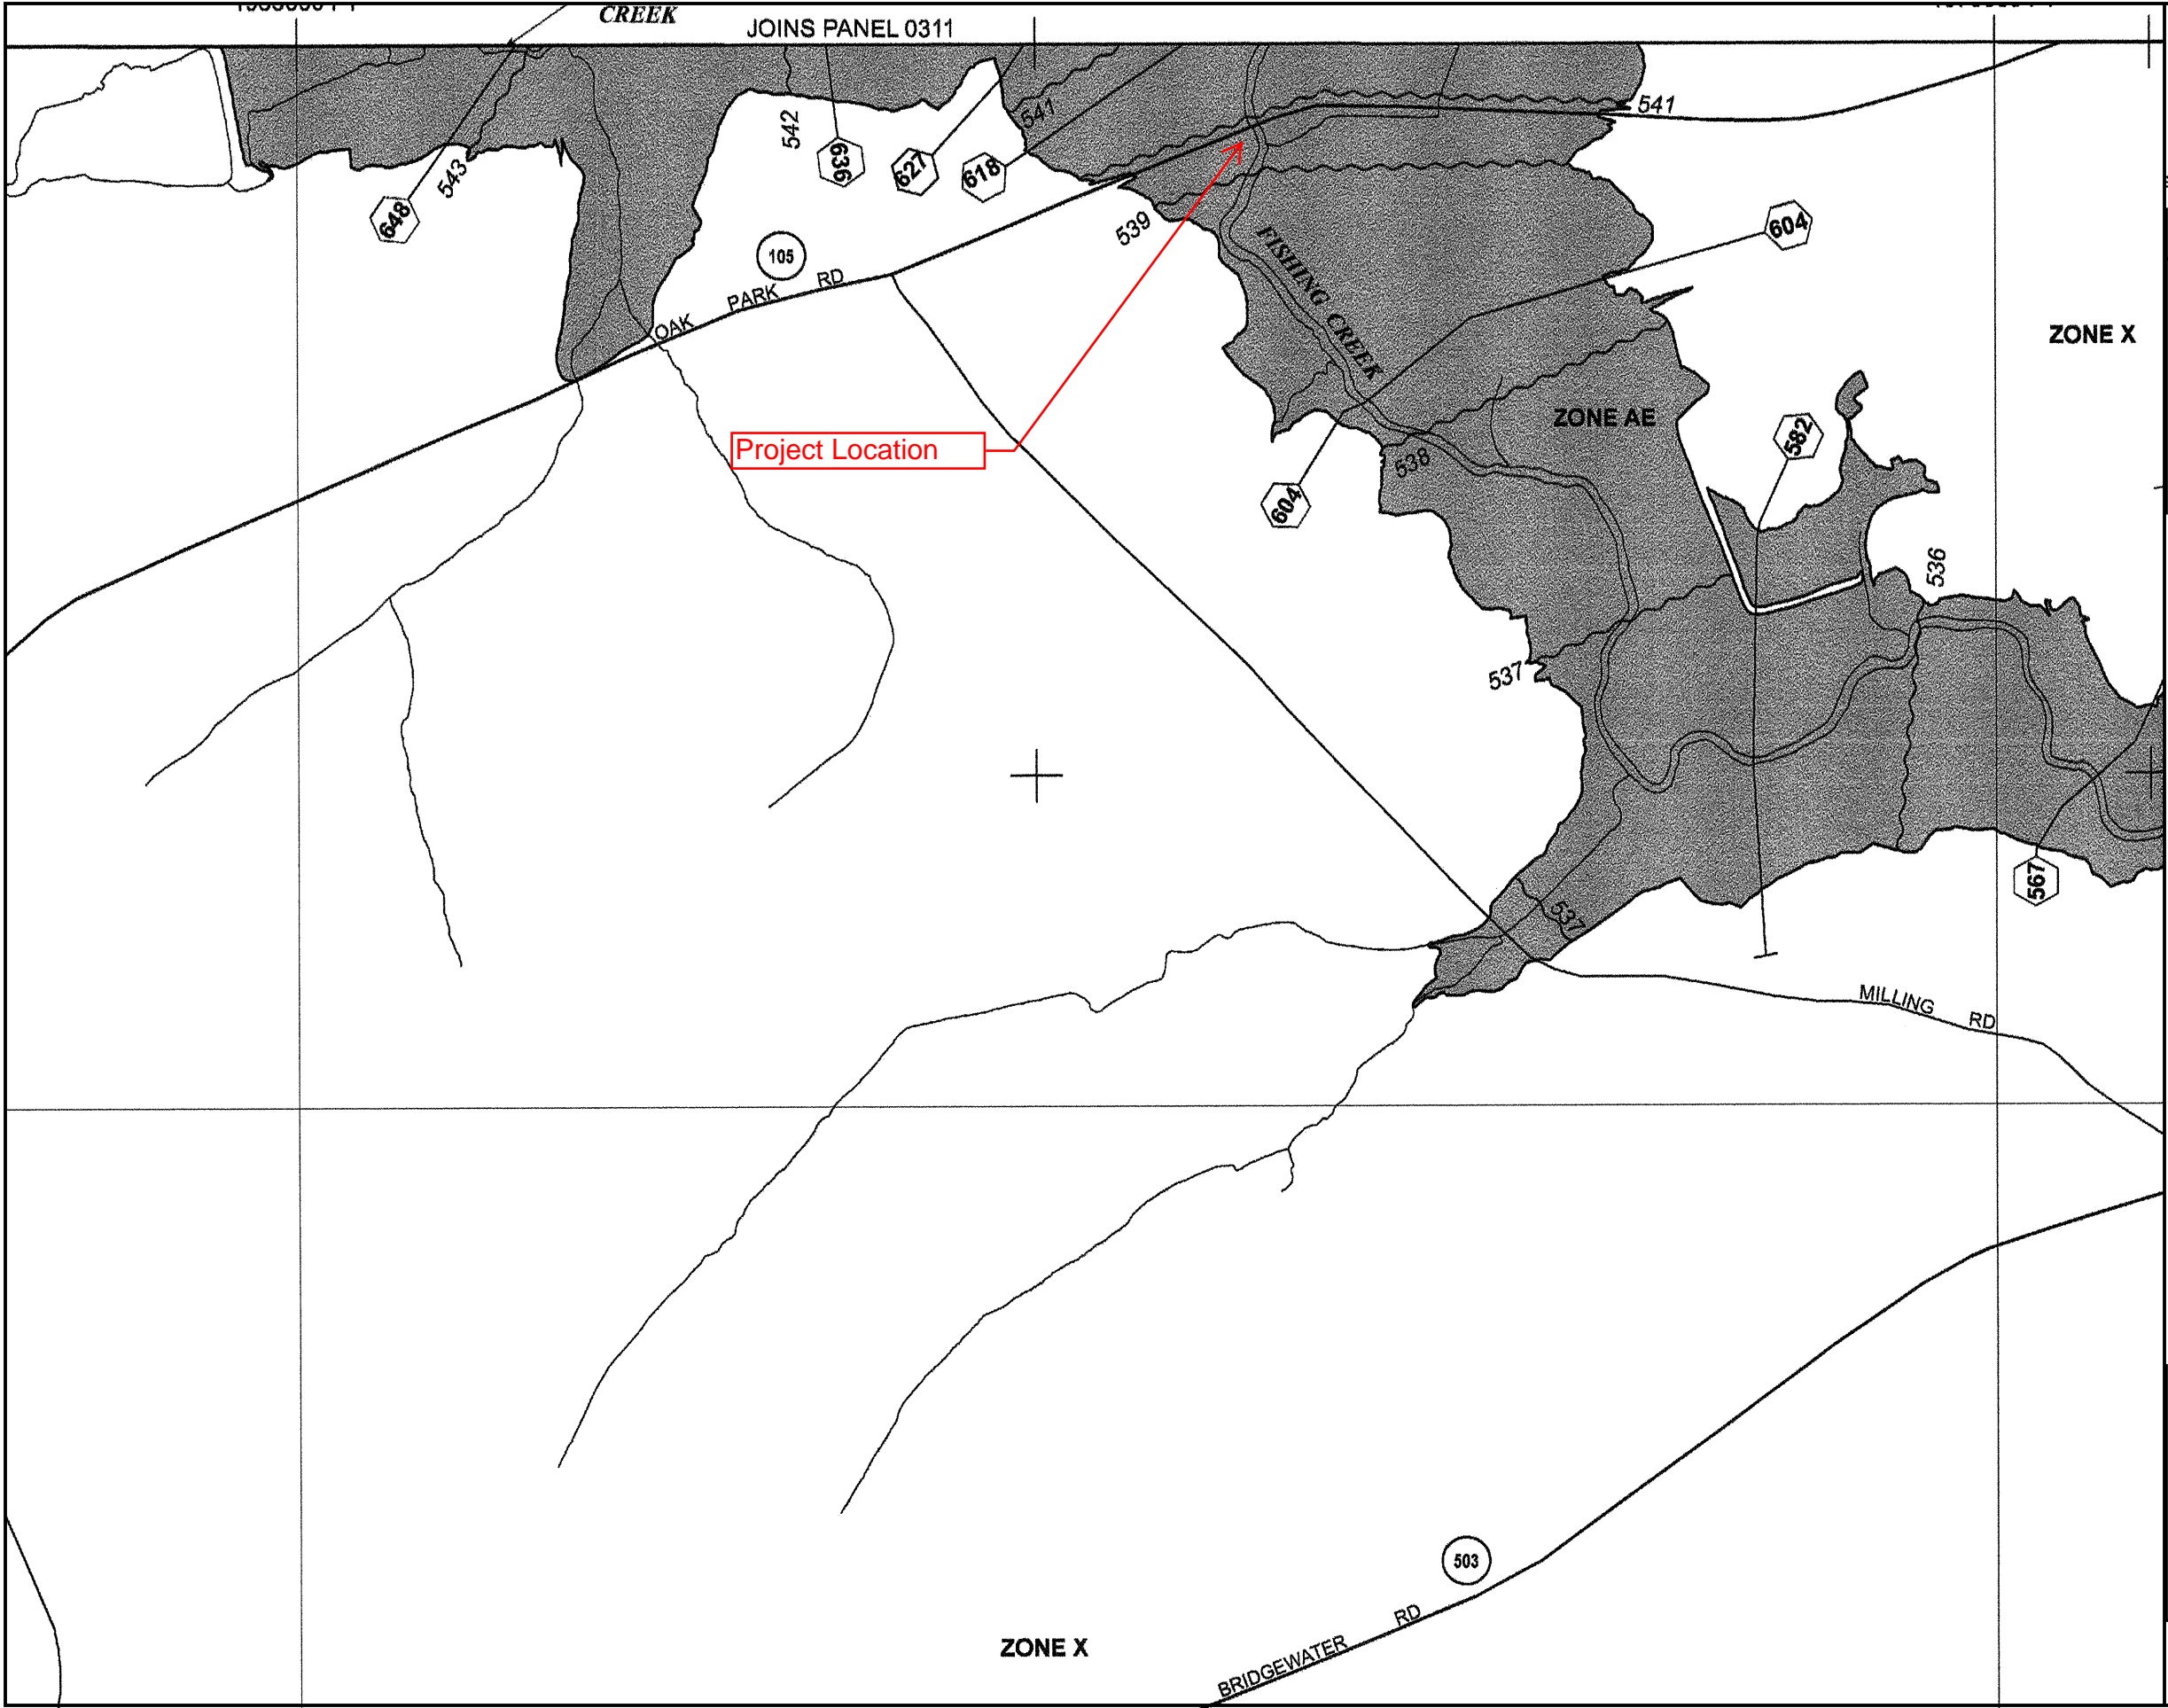 CREEK
JOINS PANEL 0311
541
541
542
636
627
618
543
648
539
604
105
OAK PARK RD
FISHING CREEK
ZONE X
ZONE AE
582
Project Location
538
604
536
537
567
537
MILLING RD
503
ZONE X
BRIDGEWATER RD